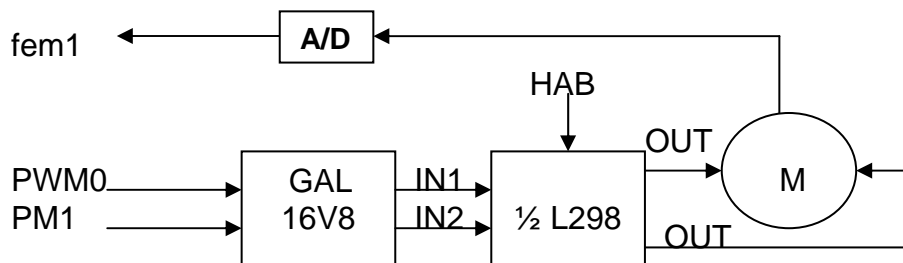 fem1
A/D
HAB
OUT
PWM0
PM1
GAL
16V8
IN1
IN2
½ L298
M
OUT